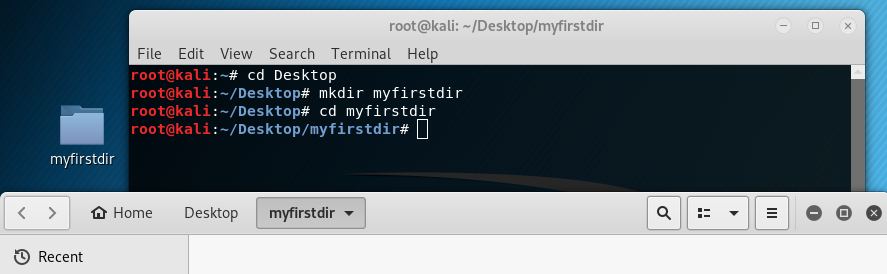 root@kali: ~/Desktop/myfirstdir
File Edit View Search Terminal Help
root@kali:~# cd Desktop
root@kali:~/Desktop# mkdir myfirstdir
root@kali:~/Desktop# cd myfirstdir
root@kali:~/Desktop/myfirstdir#
myfirstdir
Home Desktop myfirstdir
Recent